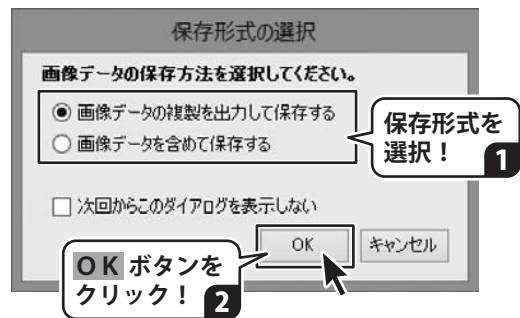 保存形式の選択
画像データの保存方法を選択してください。
画像データの複製を出力して保存する
画像データを含めて保存する
保存形式を
選択！
1
次回からこのダイアログを表示しない
OK
キャンセル
ＯＫ ボタンを
クリック！
2